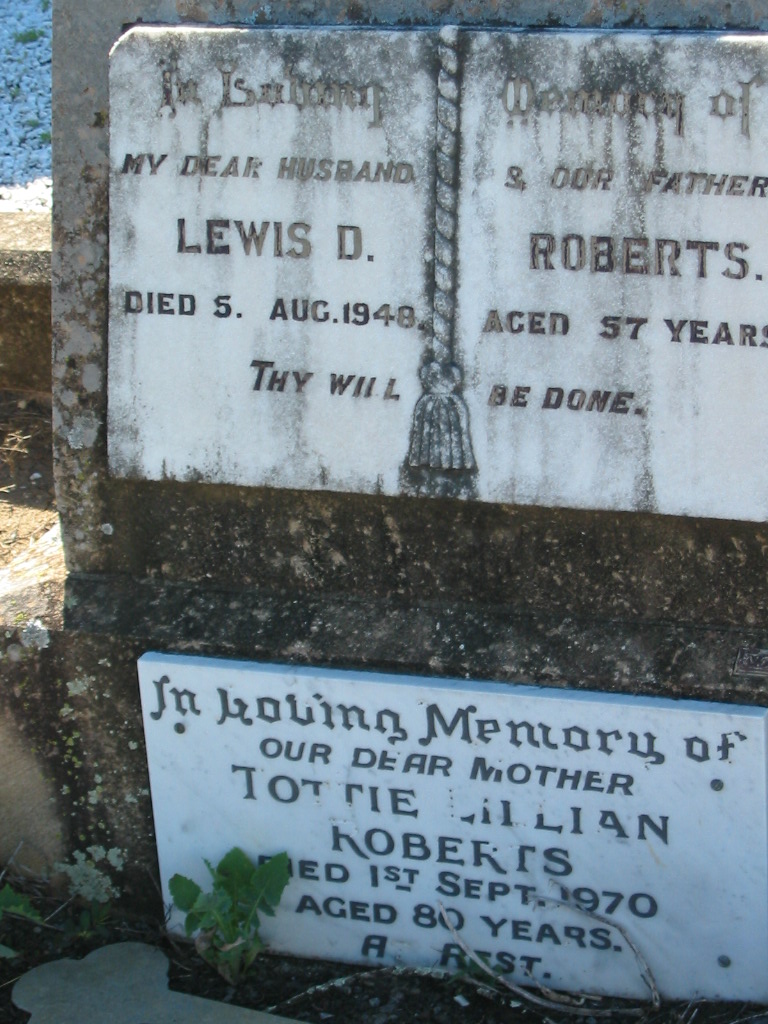 In Loving Memory of
MY DEAR HUSBAND & OUR FATHER
LEWIS D. ROBERTS.
DIED 5. AUG. 1948. AGED 57 YEARS
THY WILL BE DONE.
In Loving Memory of
OUR DEAR MOTHER
TOTTIE LILLIAN
ROBERTS
DIED 1ST SEPT. 1970
AGED 80 YEARS.
AT REST.